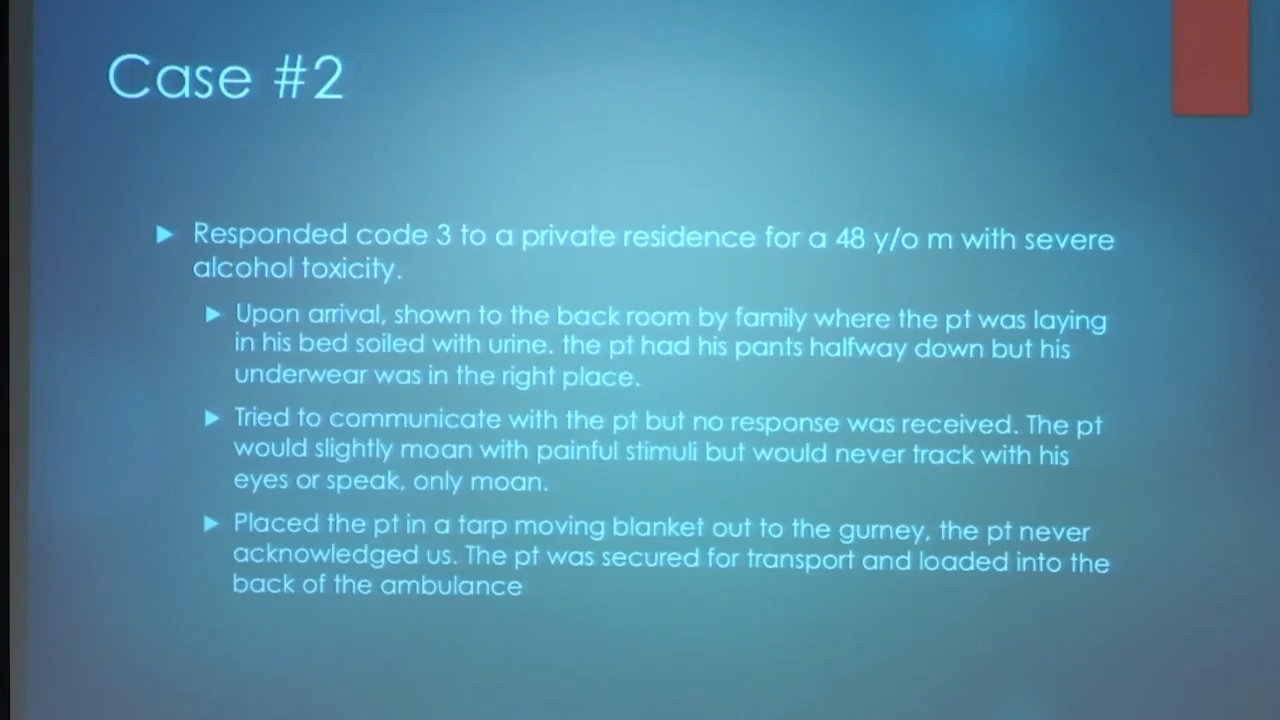 Case #2
Responded code 3 to a private residence for a 48 y/o m with severe
alcohol toxicity.
Upon arrival, shown to the back room by family where the pt was laying
in his bed soiled with urine. the pt had his pants halfway down but his
underwear was in the right place.
Tried to communicate with the pt but no response was received. The pt
would slightly moan with painful stimuli but would never track with his
eyes or speak, only moan.
Placed the pt in a tarp moving blanket out to the gurney, the pt never
acknowledged us. The pt was secured for transport and loaded into the
back of the ambulance